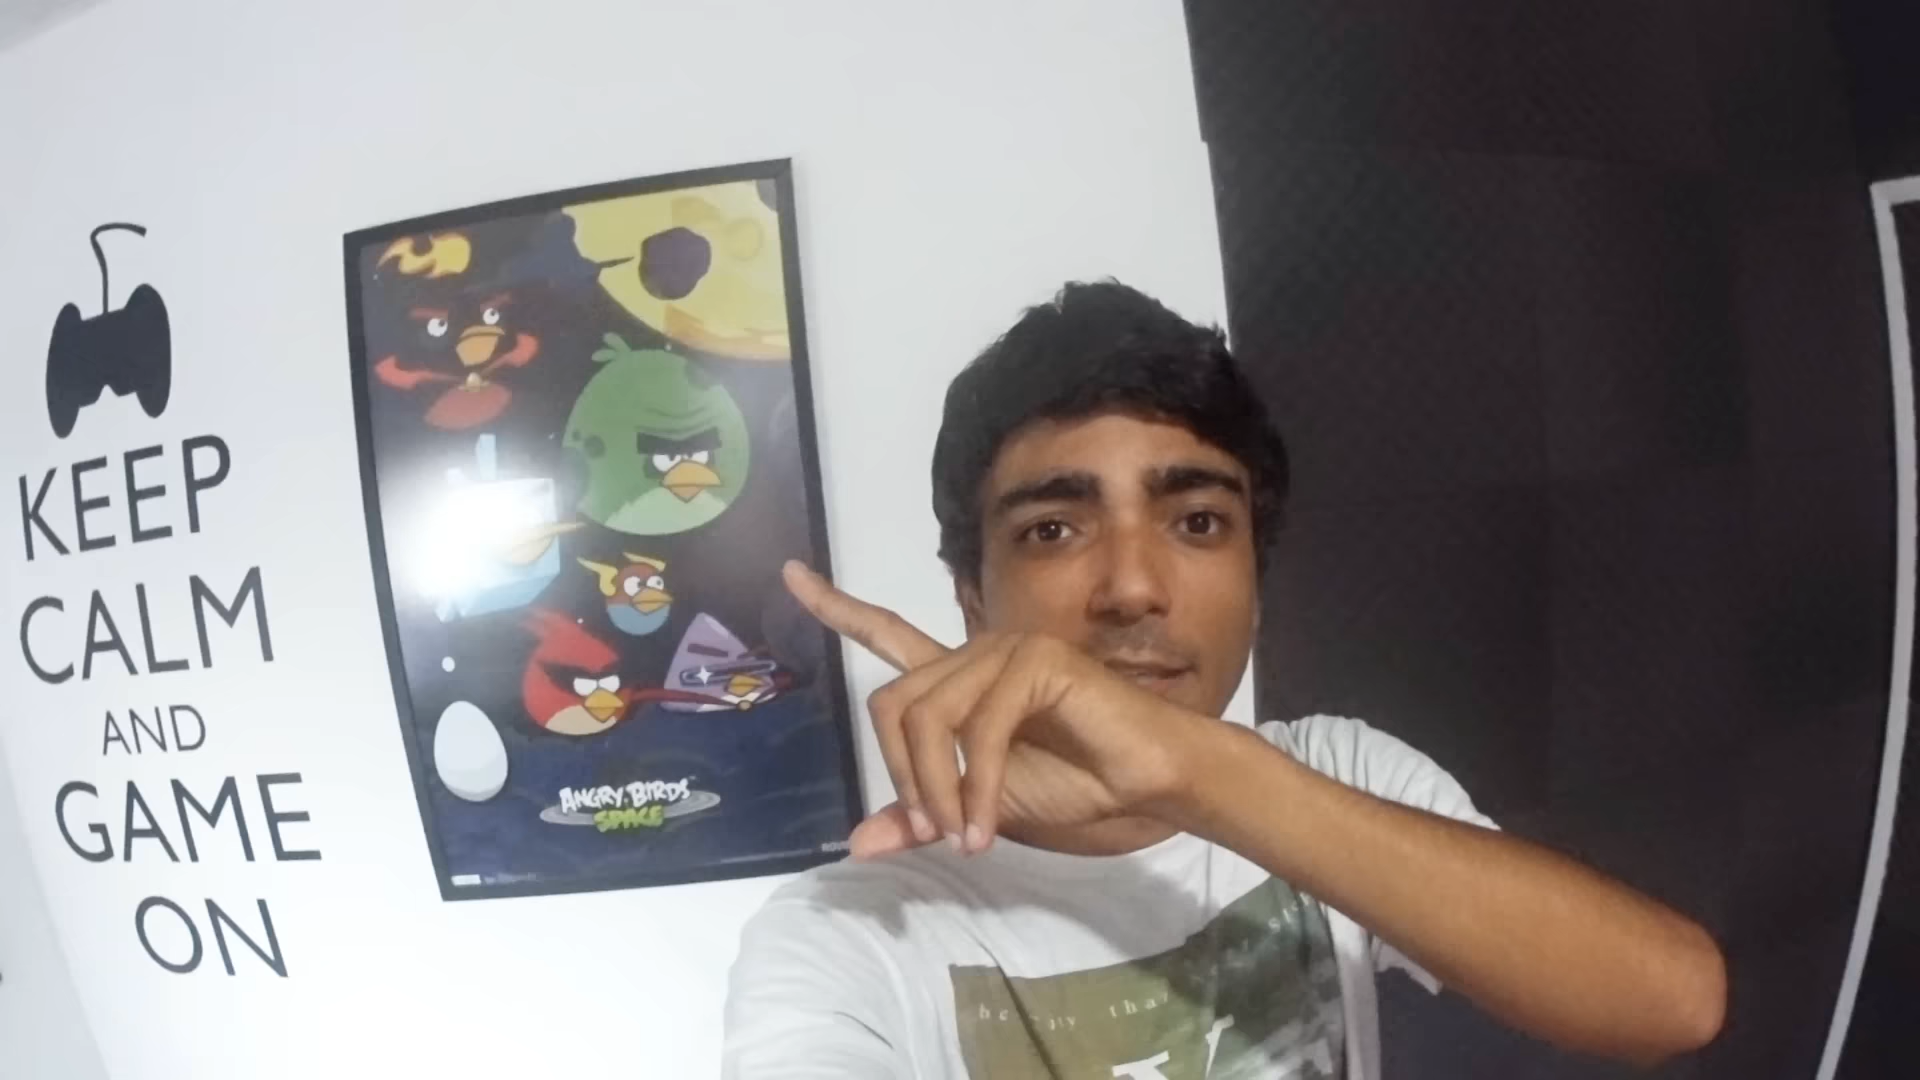 KEEP
CALM
AND
GAME
ON
ANGRY BIRDS
SPACE